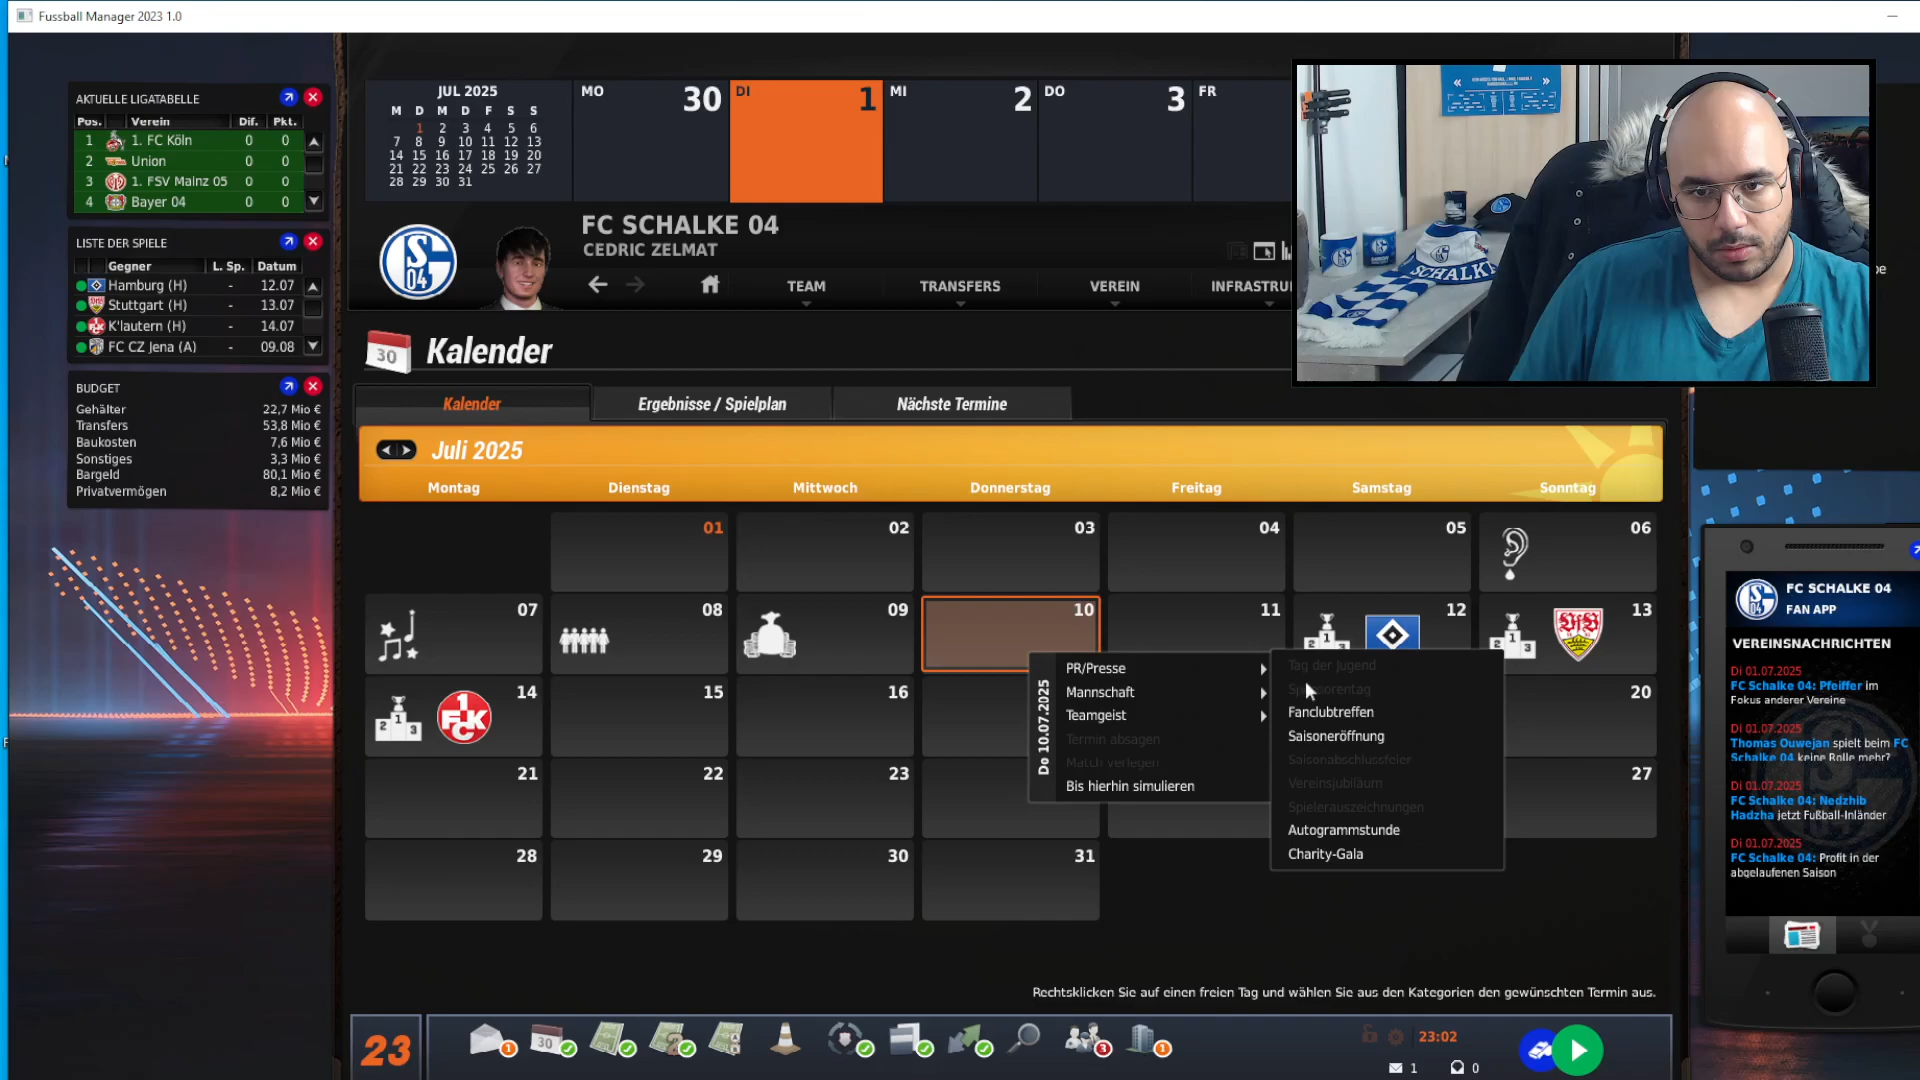 Fussball Manager 2023 1.0
AKTUELLE LIGATABELLE
Pos. Verein Dif. Pkt.
1 1. FC Köln 0 0
2 Union 0 0
3 1. FSV Mainz 05 0 0
4 Bayer 04 0 0
LISTE DER SPIELE
Gegner L. Sp. Datum
Hamburg (H) - 12.07
Stuttgart (H) - 13.07
K'lautern (H) - 14.07
FC CZ Jena (A) - 09.08
BUDGET
Gehälter 22,7 Mio €
Transfers 53,8 Mio €
Baukosten 7,6 Mio €
Sonstiges 3,3 Mio €
Bargeld 80,1 Mio €
Privatvermögen 8,2 Mio €
JUL 2025
M D M D F S S
1 2 3 4 5 6
7 8 9 10 11 12 13
14 15 16 17 18 19 20
21 22 23 24 25 26 27
28 29 30 31
MO 30
DI 1
MI 2
DO 3
FR
FC SCHALKE 04
CEDRIC ZELMAT
TEAM TRANSFERS VEREIN INFRASTRU
SCHALKE
Kalender
Kalender Ergebnisse / Spielplan Nächste Termine
Juli 2025
Montag Dienstag Mittwoch Donnerstag Freitag Samstag Sonntag
01 02 03 04 05 06
07 08 09 10 11 12 13
14 15 16 20
21 22 23 27
28 29 30 31
Do 10.07.2025
PR/Presse
Mannschaft
Teamgeist
Termin absagen
Match verlegen
Bis hierhin simulieren
Tag der Jugend
Fanclubtreffen
Saisoneröffnung
Saisonabschlussfeier
Vereinsjubiläum
Spielerauszeichnungen
Autogrammstunde
Charity-Gala
Rechtsklicken Sie auf einen freien Tag und wählen Sie aus den Kategorien den gewünschten Termin aus.
FC SCHALKE 04
FAN APP
VEREINSNACHRICHTEN
Di 01.07.2025
FC Schalke 04: Pfeiffer im
Fokus anderer Vereine
Di 01.07.2025
Thomas Ouwejan spielt beim FC
Schalke 04 keine Rolle mehr?
Di 01.07.2025
FC Schalke 04: Nedzhib
Hadzha jetzt Fußball-Inländer
Di 01.07.2025
FC Schalke 04: Profit in der
abgelaufenen Saison
23
30
1
3
1
23:02
1 0